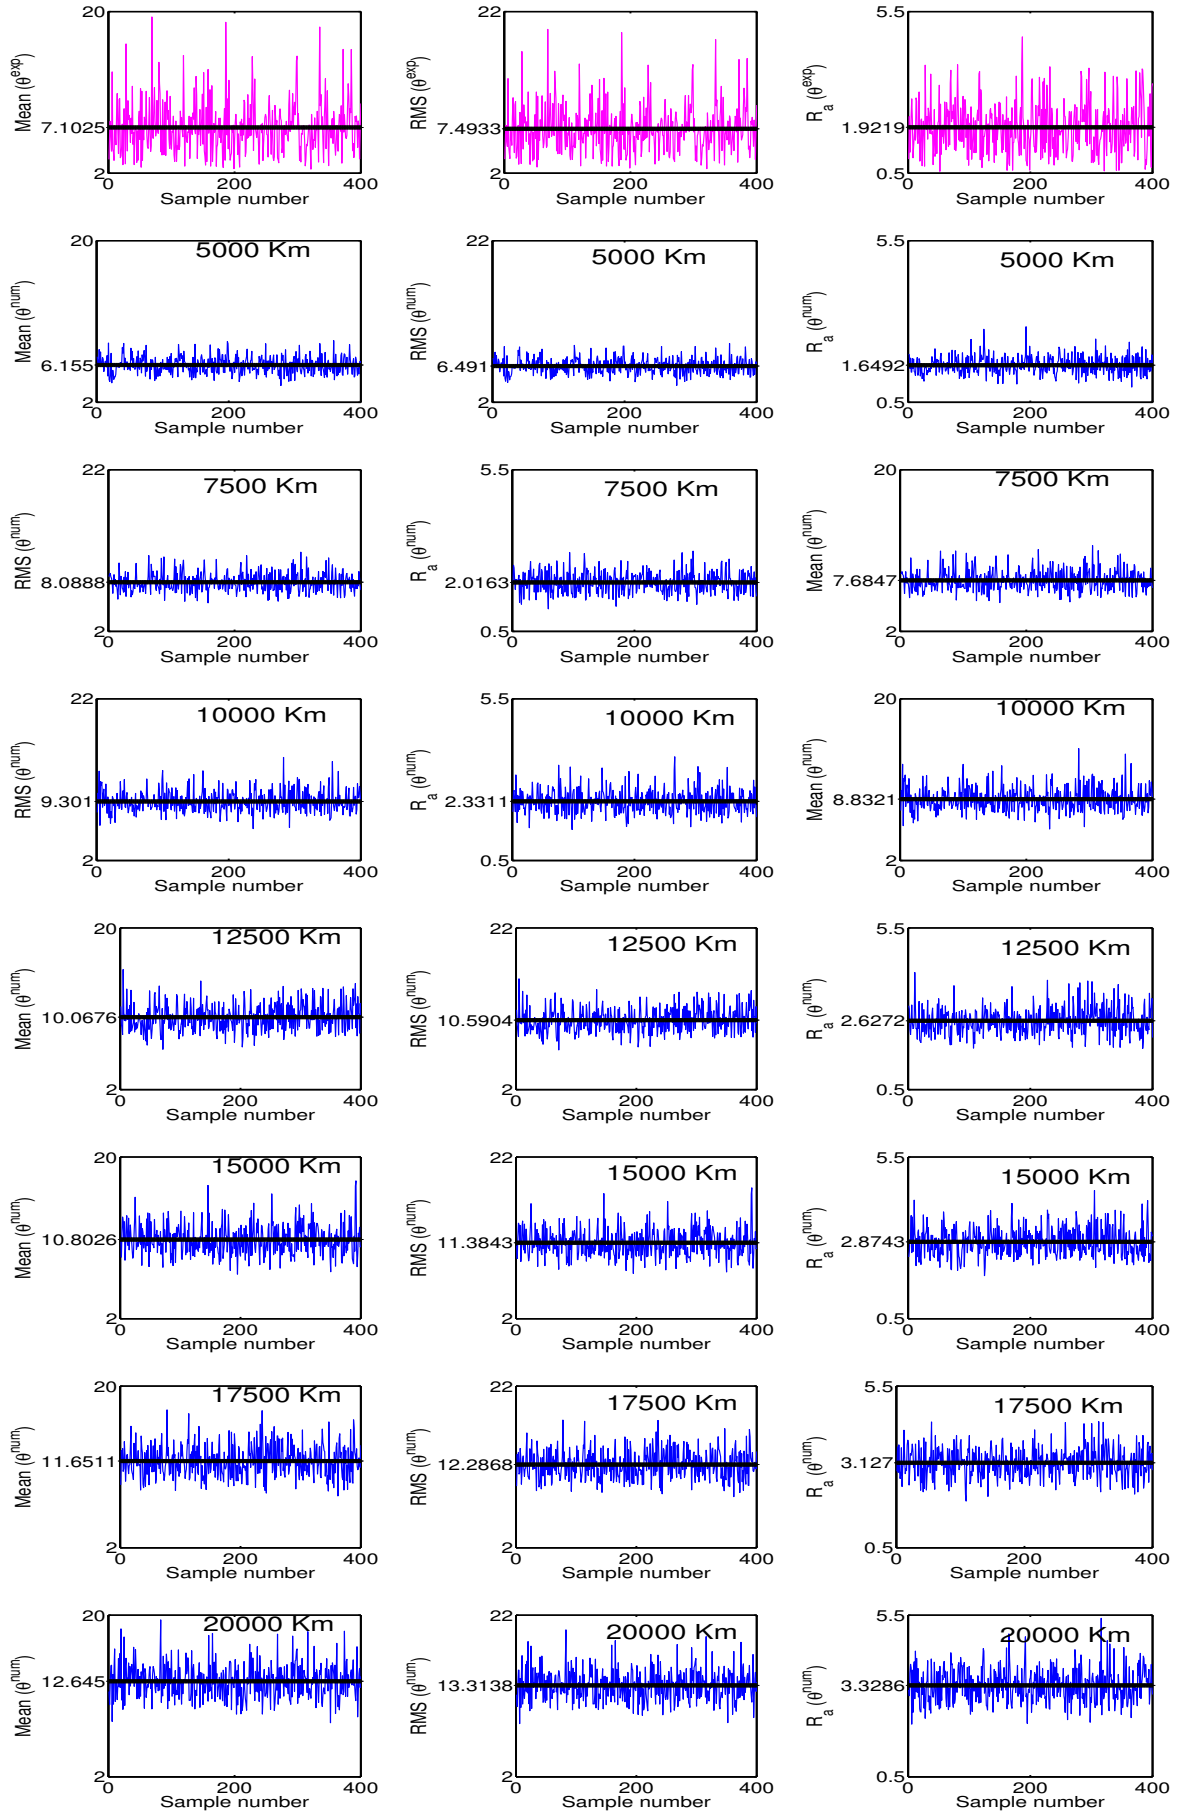 20
Mean (θ^exp)
7.1025
2
0 200 400
Sample number
22
RMS (θ^exp)
7.4933
2
0 200 400
Sample number
5.5
R_a (θ^exp)
1.9219
0.5
0 200 400
Sample number
20
5000 Km
Mean (θ^num)
6.155
2
0 200 400
Sample number
22
5000 Km
RMS (θ^num)
6.491
2
0 200 400
Sample number
5.5
5000 Km
R_a (θ^num)
1.6492
0.5
0 200 400
Sample number
22
7500 Km
RMS (θ^num)
8.0888
2
0 200 400
Sample number
5.5
7500 Km
R_a (θ^num)
2.0163
0.5
0 200 400
Sample number
20
7500 Km
Mean (θ^num)
7.6847
2
0 200 400
Sample number
22
10000 Km
RMS (θ^num)
9.301
2
0 200 400
Sample number
5.5
10000 Km
R_a (θ^num)
2.3311
0.5
0 200 400
Sample number
20
10000 Km
Mean (θ^num)
8.8321
2
0 200 400
Sample number
20
12500 Km
Mean (θ^num)
10.0676
2
0 200 400
Sample number
22
12500 Km
RMS (θ^num)
10.5904
2
0 200 400
Sample number
5.5
12500 Km
R_a (θ^num)
2.6272
0.5
0 200 400
Sample number
20
15000 Km
Mean (θ^num)
10.8026
2
0 200 400
Sample number
22
15000 Km
RMS (θ^num)
11.3843
2
0 200 400
Sample number
5.5
15000 Km
R_a (θ^num)
2.8743
0.5
0 200 400
Sample number
20
17500 Km
Mean (θ^num)
11.6511
2
0 200 400
Sample number
22
17500 Km
RMS (θ^num)
12.2868
2
0 200 400
Sample number
5.5
17500 Km
R_a (θ^num)
3.127
0.5
0 200 400
Sample number
20
20000 Km
Mean (θ^num)
12.645
2
0 200 400
Sample number
22
20000 Km
RMS (θ^num)
13.3138
2
0 200 400
Sample number
5.5
20000 Km
R_a (θ^num)
3.3286
0.5
0 200 400
Sample number